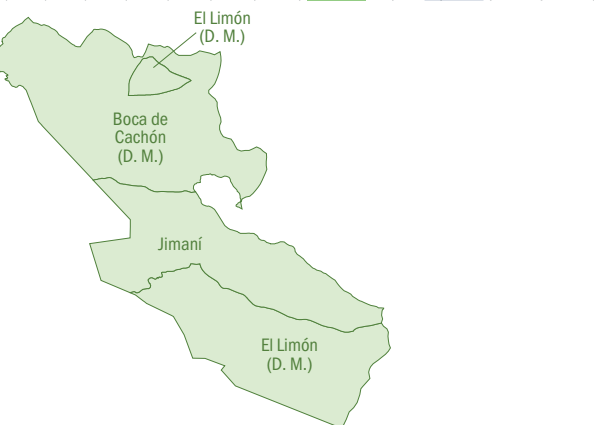 El Limón
(D. M.)
Boca de
Cachón
(D. M.)
Jimaní
El Limón
(D. M.)